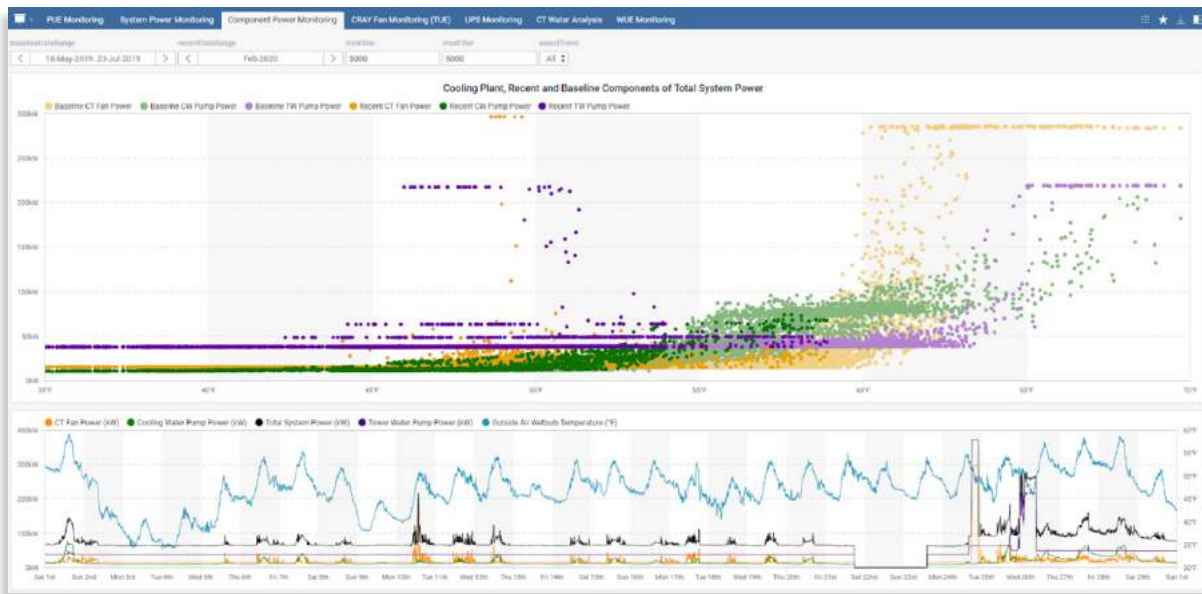 PUE Monitoring System Power Monitoring Component Power Monitoring CRAY Fan Monitoring (TUE) UPS Monitoring CT Water Analysis WUE Monitoring
baselineDateRange recentDateRange minFilter maxFilter selectTrend
18-May-2019..23-Jul-2019 Feb-2020 5000 5000 All
Cooling Plant, Recent and Baseline Components of Total System Power
Baseline CT Fan Power Baseline CW Pump Power Baseline TW Pump Power Recent CT Fan Power Recent CW Pump Power Recent TW Pump Power
300kW
250kW
200kW
150kW
100kW
50kW
0kW
35°F 40°F 45°F 50°F 55°F 60°F 65°F 70°F
CT Fan Power (kW) Cooling Water Pump Power (kW) Total System Power (kW) Tower Water Pump Power (kW) Outside Air Wetbulb Temperature (°F)
400kW 60°F
300kW
200kW
100kW
0kW
Sat 1st Sun 2nd Mon 3rd Tue 4th Wed 5th Thu 6th Fri 7th Sat 8th Sun 9th Mon 10th Tue 11th Wed 12th Thu 13th Fri 14th Sat 15th Sun 16th Mon 17th Tue 18th Wed 19th Thu 20th Fri 21st Sat 22nd Sun 23rd Mon 24th Tue 25th Wed 26th Thu 27th Fri 28th Sat 29th Sun 1st